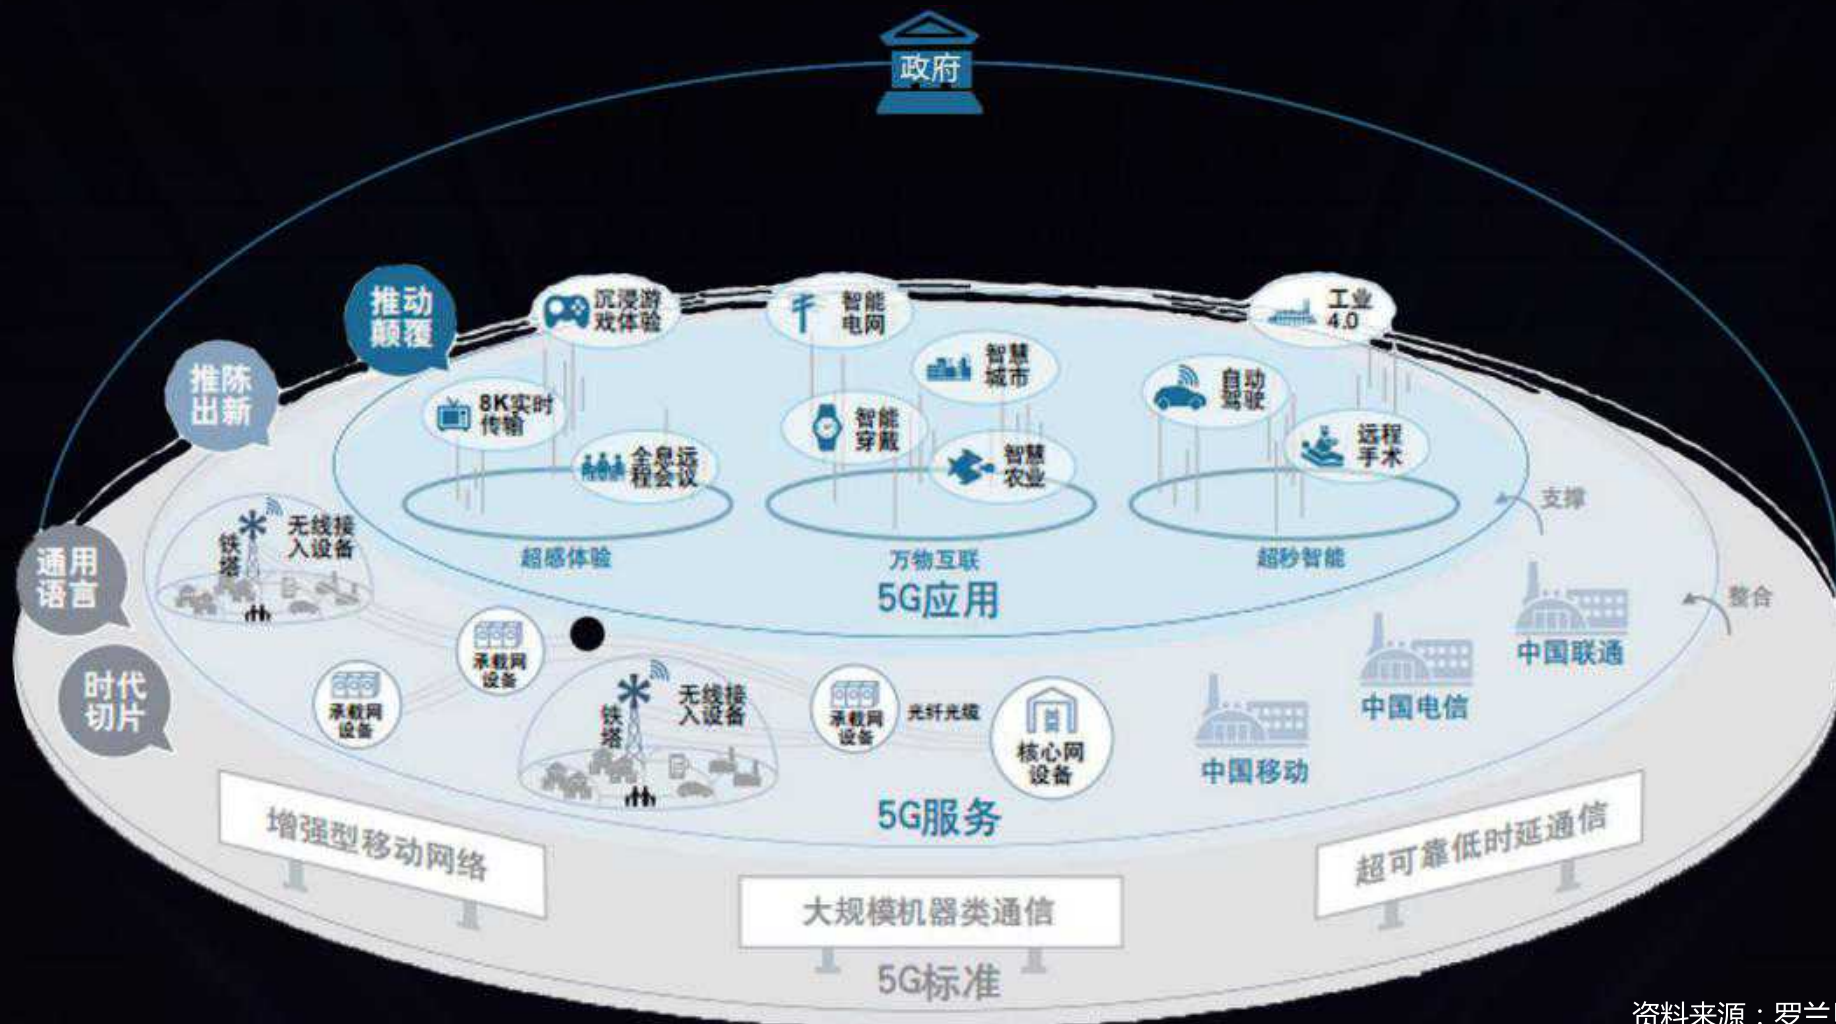 政府
推动
颠覆
推陈
出新
通用
语言
时代
切片
沉浸游
戏体验
智能
电网
工业
4.0
智慧
城市
自动
驾驶
8K实时
传输
智能
穿戴
远程
手术
全息远
程会议
智慧
农业
超感体验
万物互联
超秒智能
5G应用
支撑
整合
铁
塔
无线接
入设备
承载网
设备
承载网
设备
铁
塔
无线接
入设备
承载网
设备
光纤光缆
核心网
设备
中国移动
中国电信
中国联通
5G服务
增强型移动网络
大规模机器类通信
超可靠低时延通信
5G标准
资料来源：罗兰